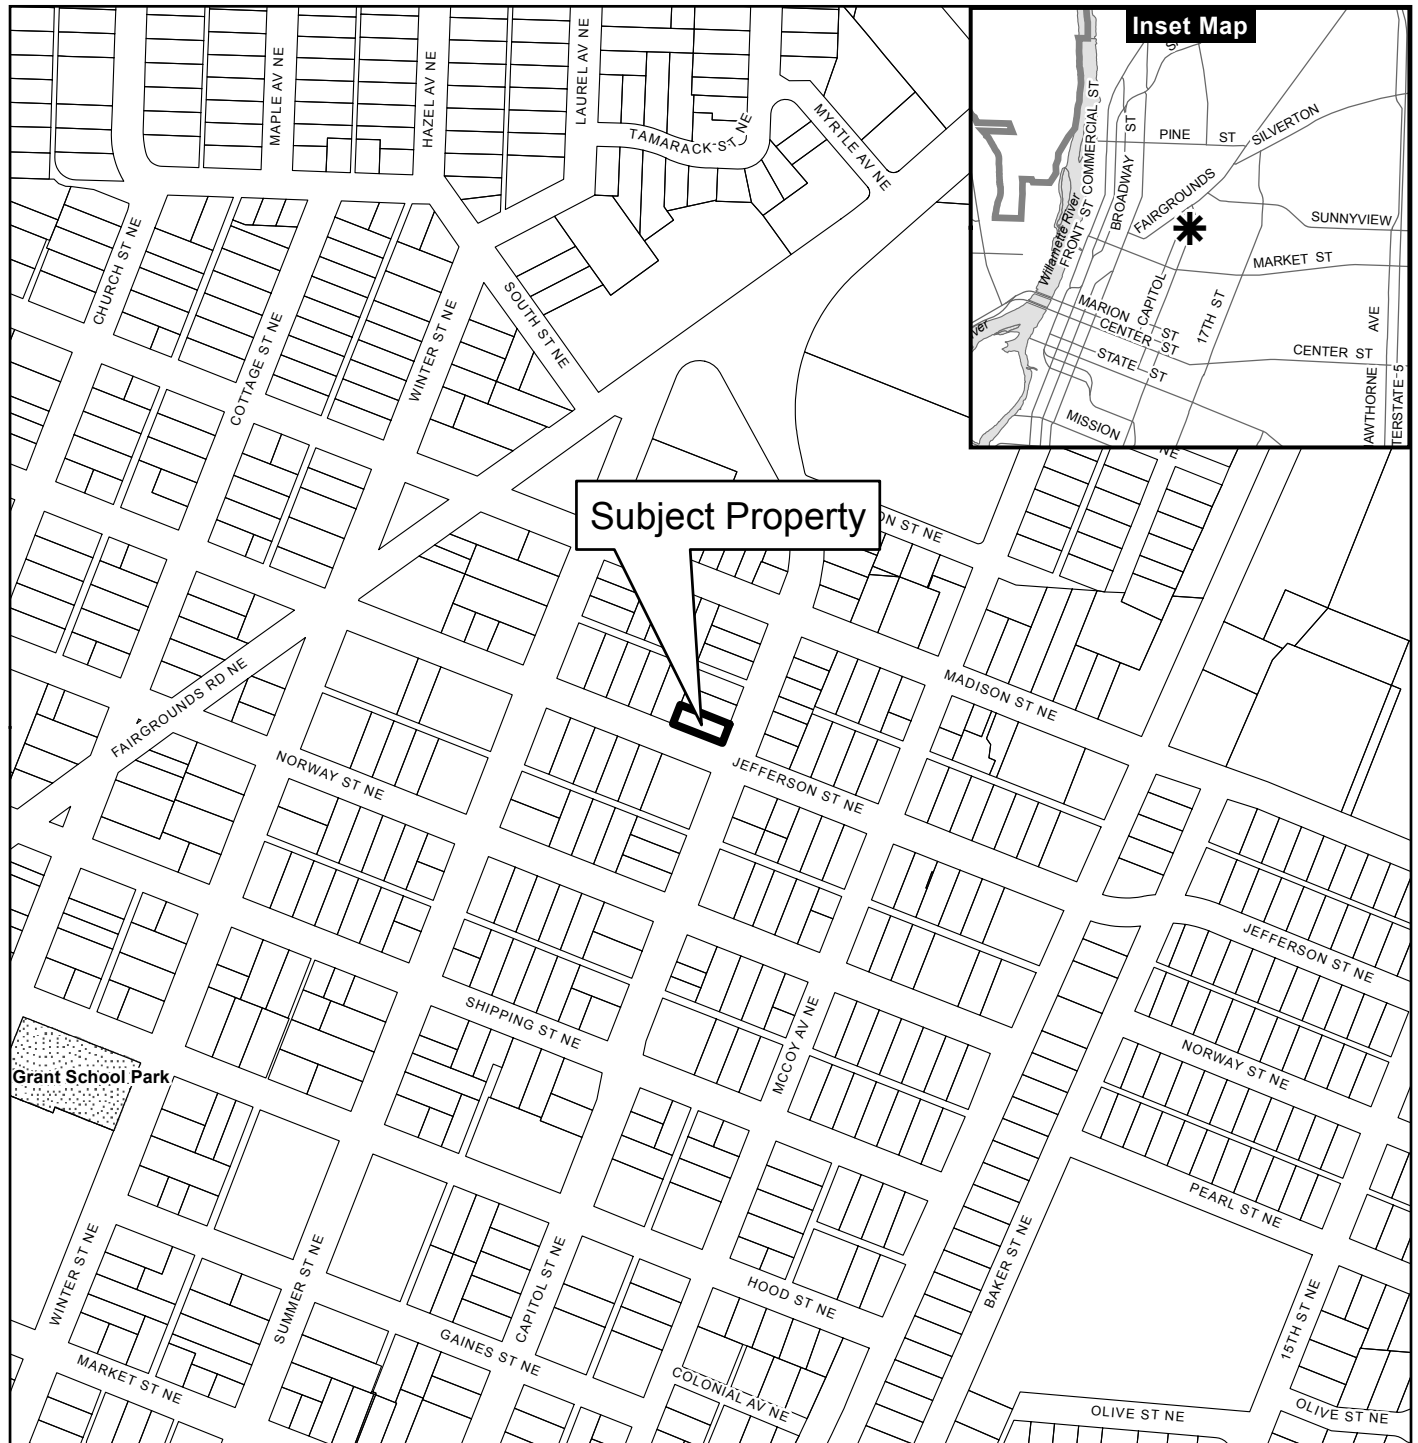 Inset Map
PINE ST
SILVERTON
COMMERCIAL ST
FRONT ST
BROADWAY ST
FAIRGROUNDS
SUNNYVIEW
Willamette River
MARKET ST
CAPITOL
17TH ST
MARION ST
CENTER ST
CENTER ST
STATE ST
MISSION
AVE
MAPLE AV NE
HAZEL AV NE
LAUREL AV NE
TAMARACK ST NE
MYRTLE AV NE
CHURCH ST NE
COTTAGE ST NE
WINTER ST NE
SOUTH ST NE
Subject Property
FAIRGROUNDS RD NE
MADISON ST NE
NORWAY ST NE
JEFFERSON ST NE
JEFFERSON ST NE
SHIPPING ST NE
MCCOY AV NE
NORWAY ST NE
Grant School Park
PEARL ST NE
WINTER ST NE
SUMMER ST NE
CAPITOL ST NE
HOOD ST NE
BAKER ST NE
15TH ST NE
GAINES ST NE
MARKET ST NE
COLONIAL AV NE
OLIVE ST NE
OLIVE ST NE